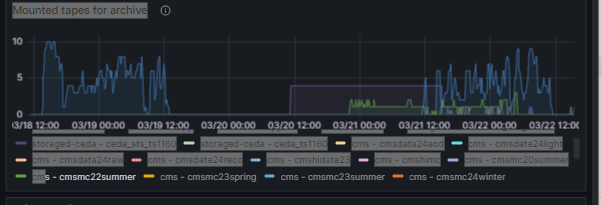 Mounted tapes for archive
10
5
0
03/18 12:00 03/19 00:00 03/19 12:00 03/20 00:00 03/20 12:00 03/21 00:00 03/21 12:00 03/22 00:00 03/22 12:00
storaged-ceda - ceda_sts_ts1160 storaged-ceda - ceda_ts1160 cms - cmsdata24aod cms - cmsdata24light
cms - cmsdata24raw cms - cmsdata24reco cms - cmshidata23 cms - cmshimc cms - cmsmc20summer
cms - cmsmc22summer cms - cmsmc23spring cms - cmsmc23summer cms - cmsmc24winter